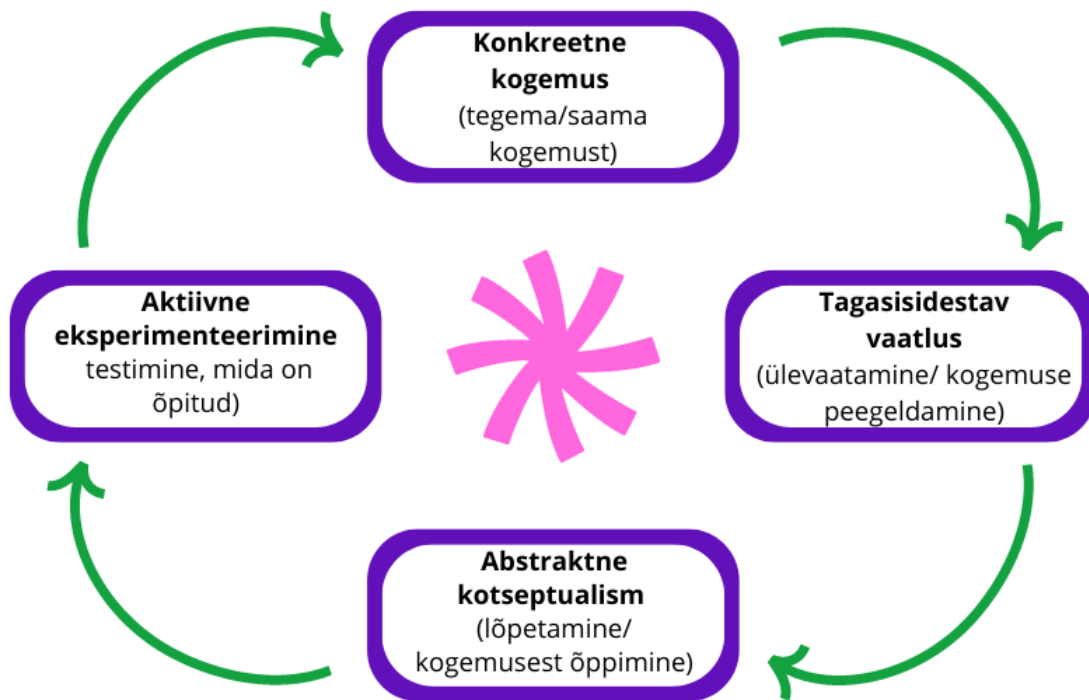 Konkreetne
kogemus
(tegema/saama
kogemust)
Tagasisidestav
vaatlus
(ülevaatamine/ kogemuse
peegeldamine)
Abstraktne
kotseptualism
(lõpetamine/
kogemusest õppimine)
Aktiivne
eksperimenteerimine
testimine, mida on
õpitud)